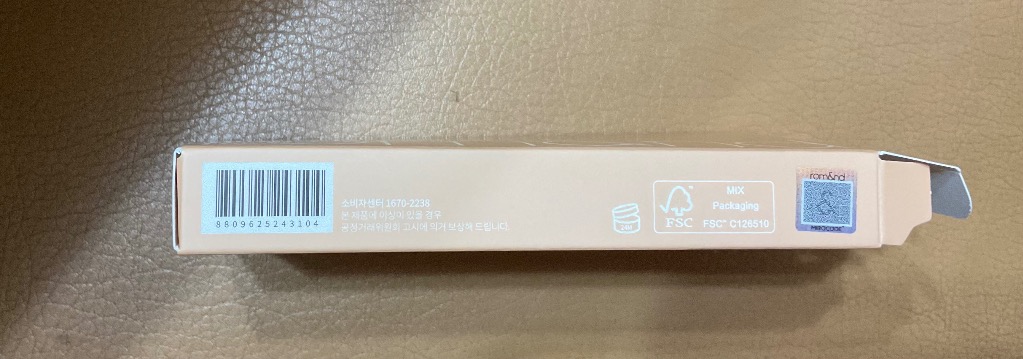 8809625243104
소비자센터 1670-2238
본 제품에 이상이 있을 경우
공정거래위원회 고시에 의거 보상해 드립니다.
24M
FSC
MIX
Packaging
FSC™ C126510
rom&nd
&